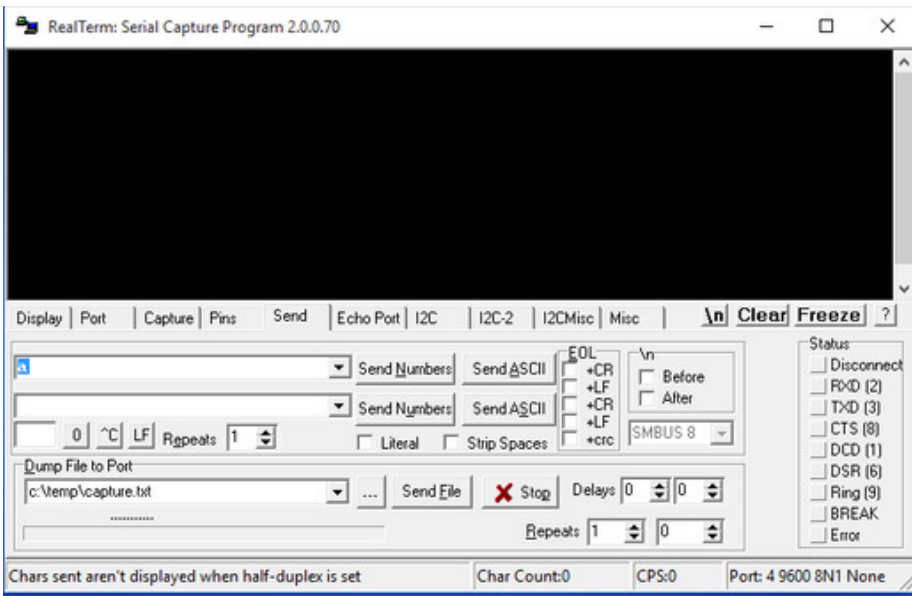 RealTerm: Serial Capture Program 2.0.0.70
Display Port Capture Pins Send Echo Port I2C I2C-2 I2CMisc Misc \n Clear Freeze ?
EOL \n Status
a Send Numbers Send ASCII +CR Before Disconnect
+LF After RXD (2)
Send Numbers Send ASCII +CR TXD (3)
+LF SMBUS 8 CTS (8)
0 ^C LF Repeats 1 Literal Strip Spaces +crc DCD (1)
Dump File to Port DSR (6)
c:\temp\capture.txt ... Send File Stop Delays 0 0 Ring (9)
BREAK
Repeats 1 0 Error
Chars sent aren't displayed when half-duplex is set Char Count:0 CPS:0 Port: 4 9600 8N1 None